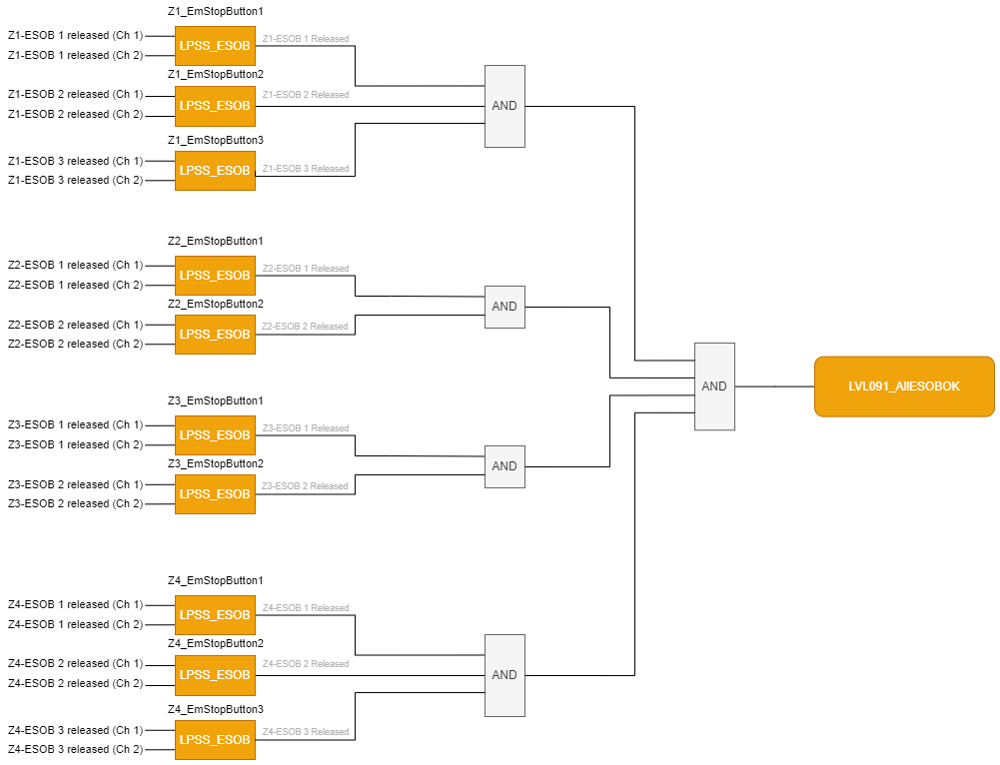 Z1_EmStopButton1
Z1-ESOB 1 released (Ch 1)
Z1-ESOB 1 released (Ch 2)
LPSS_ESOB
Z1-ESOB 1 Released
Z1_EmStopButton2
Z1-ESOB 2 released (Ch 1)
Z1-ESOB 2 released (Ch 2)
LPSS_ESOB
Z1-ESOB 2 Released
AND
Z1_EmStopButton3
Z1-ESOB 3 released (Ch 1)
Z1-ESOB 3 released (Ch 2)
LPSS_ESOB
Z1-ESOB 3 Released
Z2_EmStopButton1
Z2-ESOB 1 released (Ch 1)
Z2-ESOB 1 released (Ch 2)
LPSS_ESOB
Z2-ESOB 1 Released
AND
Z2_EmStopButton2
Z2-ESOB 2 released (Ch 1)
Z2-ESOB 2 released (Ch 2)
LPSS_ESOB
Z2-ESOB 2 Released
AND
LVL091_AllESOBOK
Z3_EmStopButton1
Z3-ESOB 1 released (Ch 1)
Z3-ESOB 1 released (Ch 2)
LPSS_ESOB
Z3-ESOB 1 Released
AND
Z3_EmStopButton2
Z3-ESOB 2 released (Ch 1)
Z3-ESOB 2 released (Ch 2)
LPSS_ESOB
Z3-ESOB 2 Released
Z4_EmStopButton1
Z4-ESOB 1 released (Ch 1)
Z4-ESOB 1 released (Ch 2)
LPSS_ESOB
Z4-ESOB 1 Released
Z4_EmStopButton2
Z4-ESOB 2 released (Ch 1)
Z4-ESOB 2 released (Ch 2)
LPSS_ESOB
Z4-ESOB 2 Released
AND
Z4_EmStopButton3
Z4-ESOB 3 released (Ch 1)
Z4-ESOB 3 released (Ch 2)
LPSS_ESOB
Z4-ESOB 3 Released